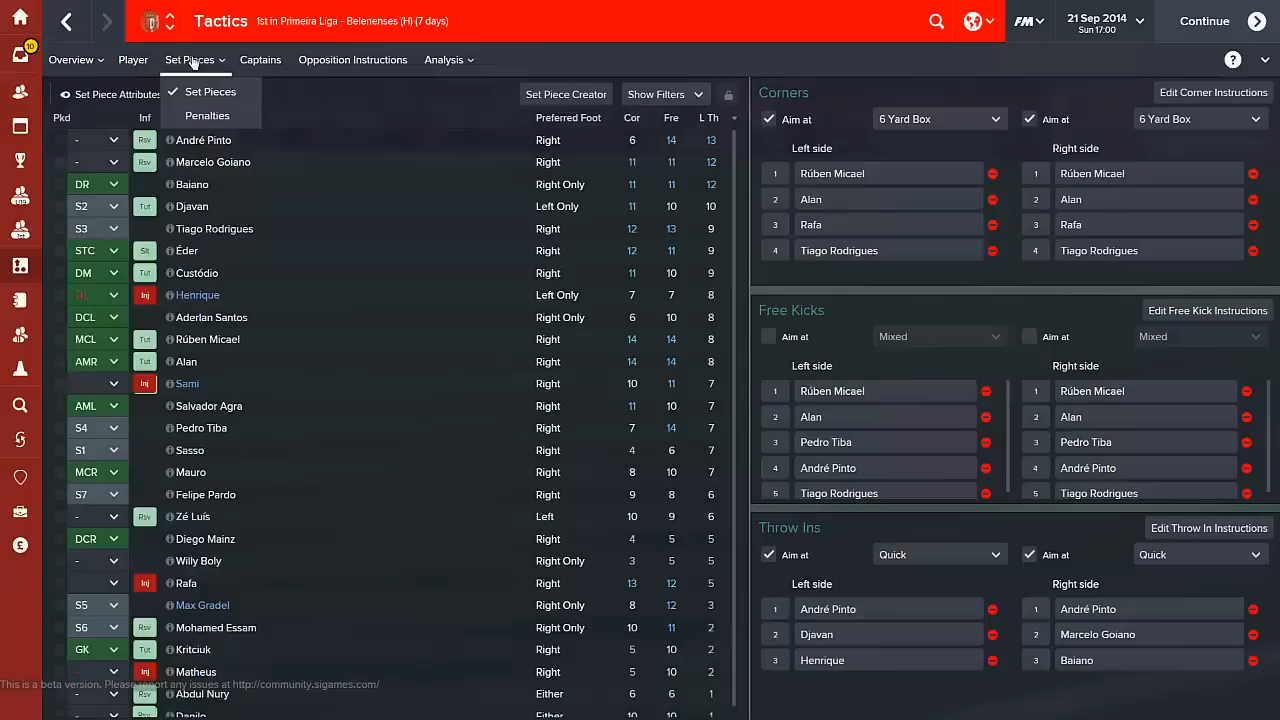 10
Tactics
1st in Primeira Liga - Belenenses (H) (7 days)
FM
21 Sep 2014
Sun 17:00
Continue
Overview
Player
Set Pieces
Captains
Opposition Instructions
Analysis
?
Set Piece Attributes
Set Pieces
Penalties
Set Piece Creator
Show Filters
Pkd Inf Preferred Foot Cor Fre L Th
- Rsv André Pinto Right 6 14 13
- Rsv Marcelo Goiano Right 11 11 12
DR Baiano Right Only 11 11 12
S2 Tut Djavan Left Only 11 10 10
S3 Tiago Rodrigues Right 12 13 9
STC Slt Éder Right 12 11 9
DM Tut Custódio Right 11 10 9
Inj Henrique Left Only 7 7 8
DCL Aderlan Santos Right Only 6 10 8
MCL Tut Rúben Micael Right 14 14 8
AMR Tut Alan Right 14 14 8
Inj Sami Right 10 11 7
AML Salvador Agra Right 11 10 7
S4 Pedro Tiba Right 7 14 7
S1 Sasso Right 4 6 7
MCR Mauro Right 8 10 7
S7 Felipe Pardo Right 9 8 6
- Rsv Zé Luís Left 10 9 6
DCR Diego Mainz Right 4 5 5
- Willy Boly Right Only 3 5 5
Inj Rafa Right 13 12 5
S5 Max Gradel Right Only 8 12 3
S6 Rsv Mohamed Essam Right Only 10 11 2
GK Tut Kritciuk Right 5 10 2
Inj Matheus Right 5 10 2
This is a beta version. Please report any issues at http://community.sigames.com/
- Rsv Abdul Nury Either 6 6 1
- Rsv Danilo Either 10 10 1
Corners
Edit Corner Instructions
Aim at 6 Yard Box
Aim at 6 Yard Box
Left side
Right side
1 Rúben Micael
1 Rúben Micael
2 Alan
2 Alan
3 Rafa
3 Rafa
4 Tiago Rodrigues
4 Tiago Rodrigues
Free Kicks
Edit Free Kick Instructions
Aim at Mixed
Aim at Mixed
Left side
Right side
1 Rúben Micael
1 Rúben Micael
2 Alan
2 Alan
3 Pedro Tiba
3 Pedro Tiba
4 André Pinto
4 André Pinto
5 Tiago Rodrigues
5 Tiago Rodrigues
Throw Ins
Edit Throw In Instructions
Aim at Quick
Aim at Quick
Left side
Right side
1 André Pinto
1 André Pinto
2 Djavan
2 Marcelo Goiano
3 Henrique
3 Baiano